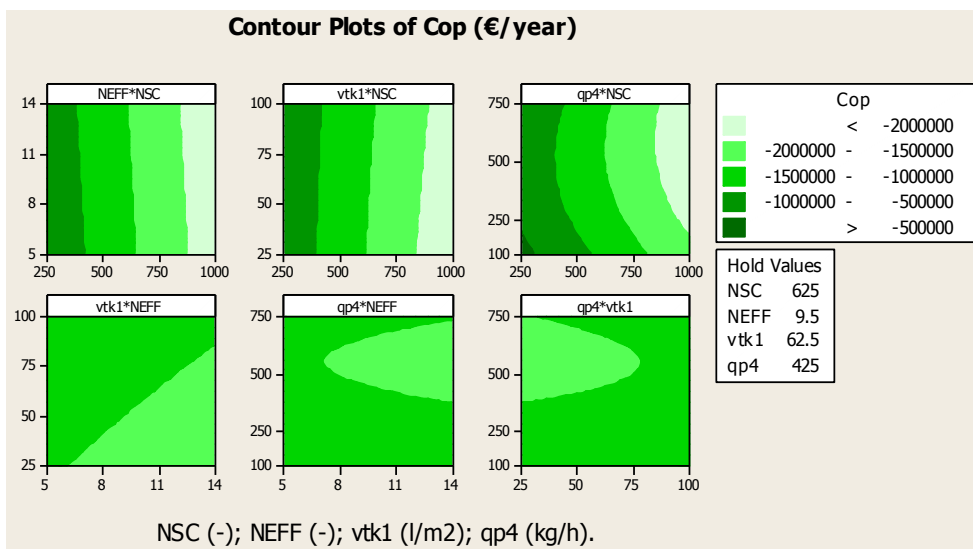 Contour Plots of Cop (€/year)
NEFF*NSC
14
11
8
5
250 500 750 1000
vtk1*NSC
100
75
50
25
250 500 750 1000
qp4*NSC
750
500
250
100
250 500 750 1000
vtk1*NEFF
100
75
50
25
5 8 11 14
qp4*NEFF
750
500
250
100
5 8 11 14
qp4*vtk1
750
500
250
100
25 50 75 100
Cop
< -2000000
-2000000 - -1500000
-1500000 - -1000000
-1000000 - -500000
> -500000
Hold Values
NSC 625
NEFF 9.5
vtk1 62.5
qp4 425
NSC (-); NEFF (-); vtk1 (l/m2); qp4 (kg/h).